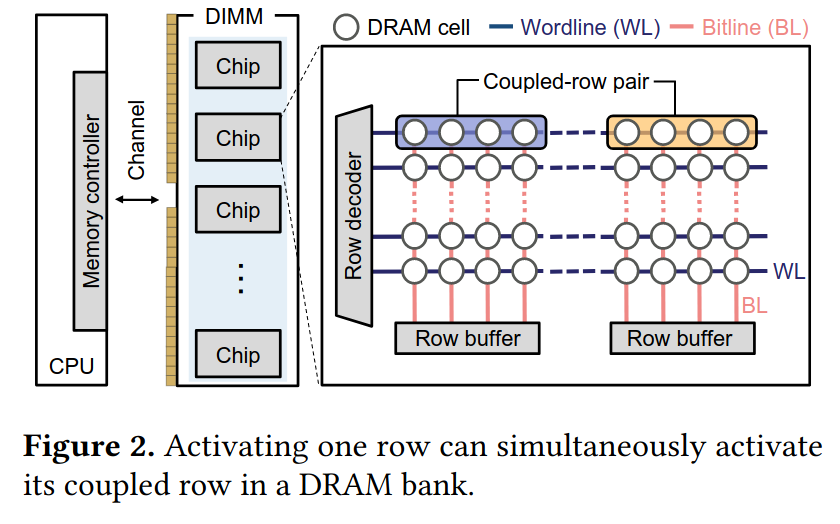 DIMM
DRAM cell
Wordline (WL)
Bitline (BL)
Chip
Chip
Chip
Chip
Memory controller
CPU
Channel
Coupled-row pair
Row decoder
WL
BL
Row buffer
Row buffer
Figure 2. Activating one row can simultaneously activate
its coupled row in a DRAM bank.